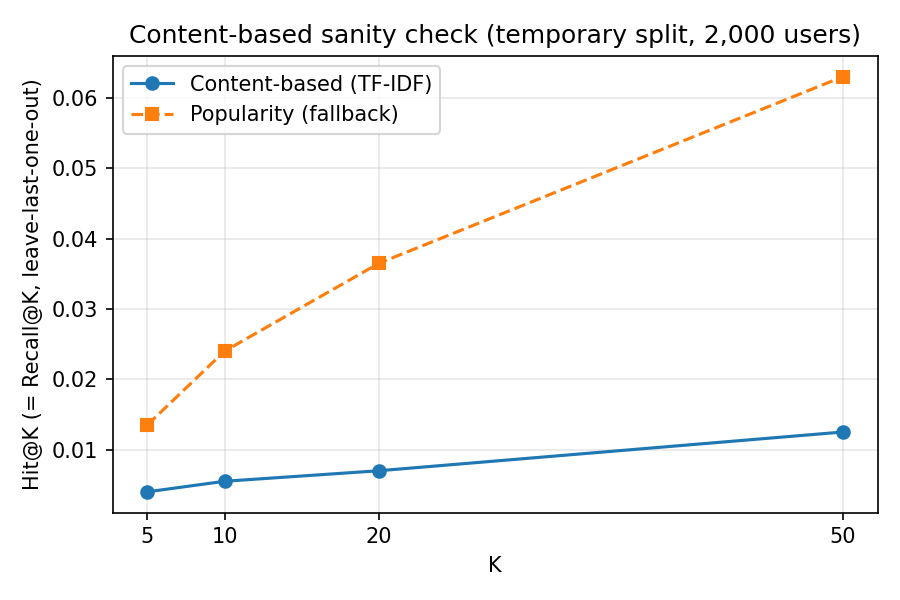 Content-based sanity check (temporary split, 2,000 users)
Content-based (TF-IDF)
Popularity (fallback)
Hit@K (= Recall@K, leave-last-one-out)
0.06
0.05
0.04
0.03
0.02
0.01
5 10 20 50
K